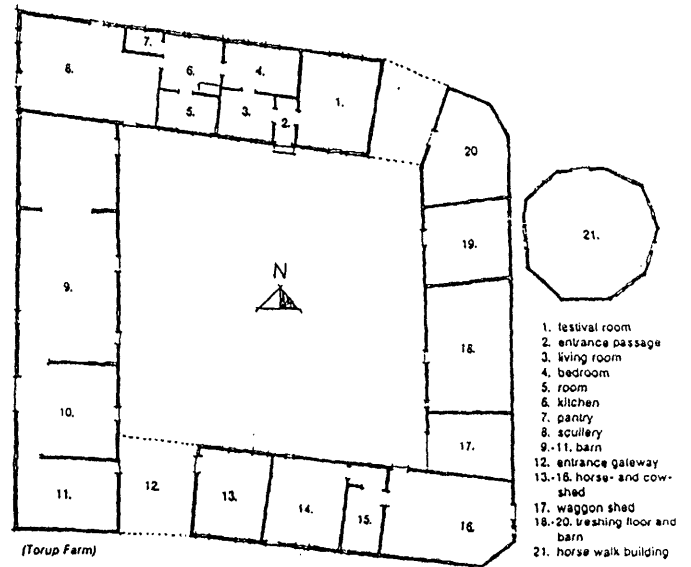 7.
8.
6.
4.
1.
5.
3.
2.
20
19.
21.
N
9.
18.
10.
17.
11.
12.
13.
14.
15.
16.
1. festival room
2. entrance passage
3. living room
4. bedroom
5. room
6. kitchen
7. pantry
8. scullery
9.-11. barn
12. entrance gateway
13.-16. horse- and cow-
shed
17. waggon shed
18.-20. treshing floor and
barn
21. horse walk building
(Torup Farm)